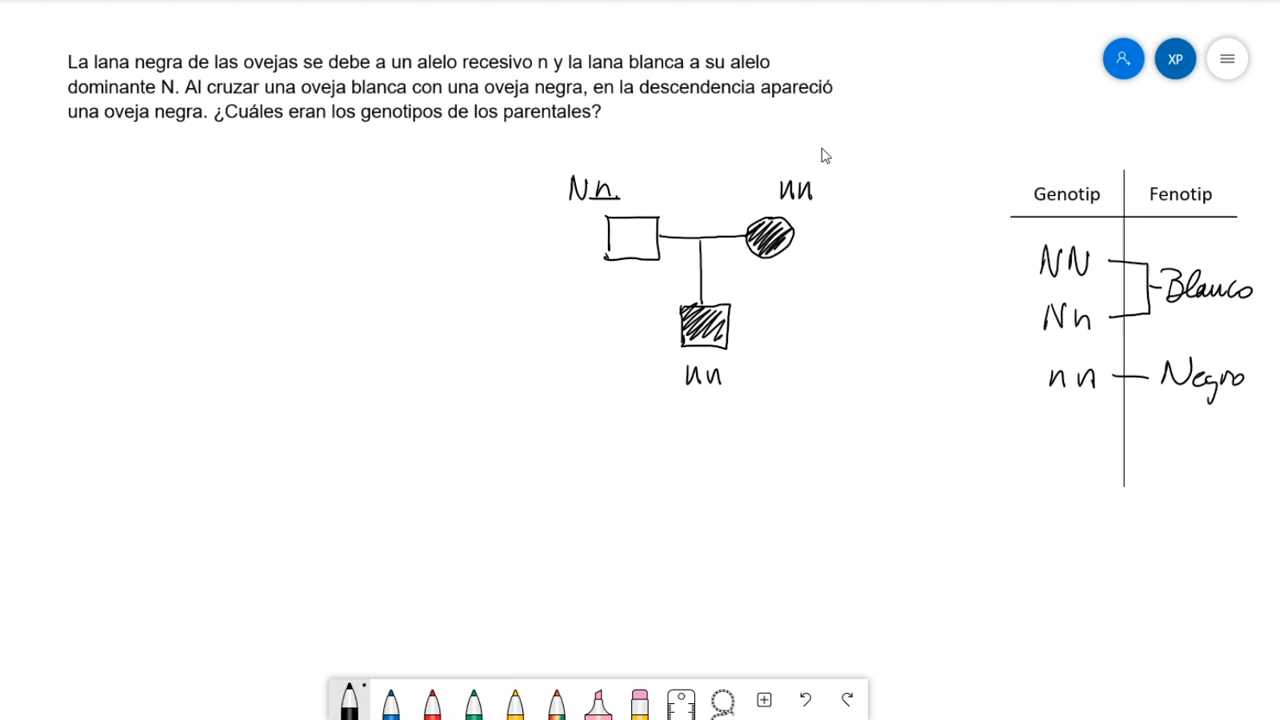 La lana negra de las ovejas se debe a un alelo recesivo n y la lana blanca a su alelo
dominante N. Al cruzar una oveja blanca con una oveja negra, en la descendencia apareció
una oveja negra. ¿Cuáles eran los genotipos de los parentales?
XP
Nn.
nn
nn
Genotip Fenotip
NN
Blanco
Nn
nn Negro